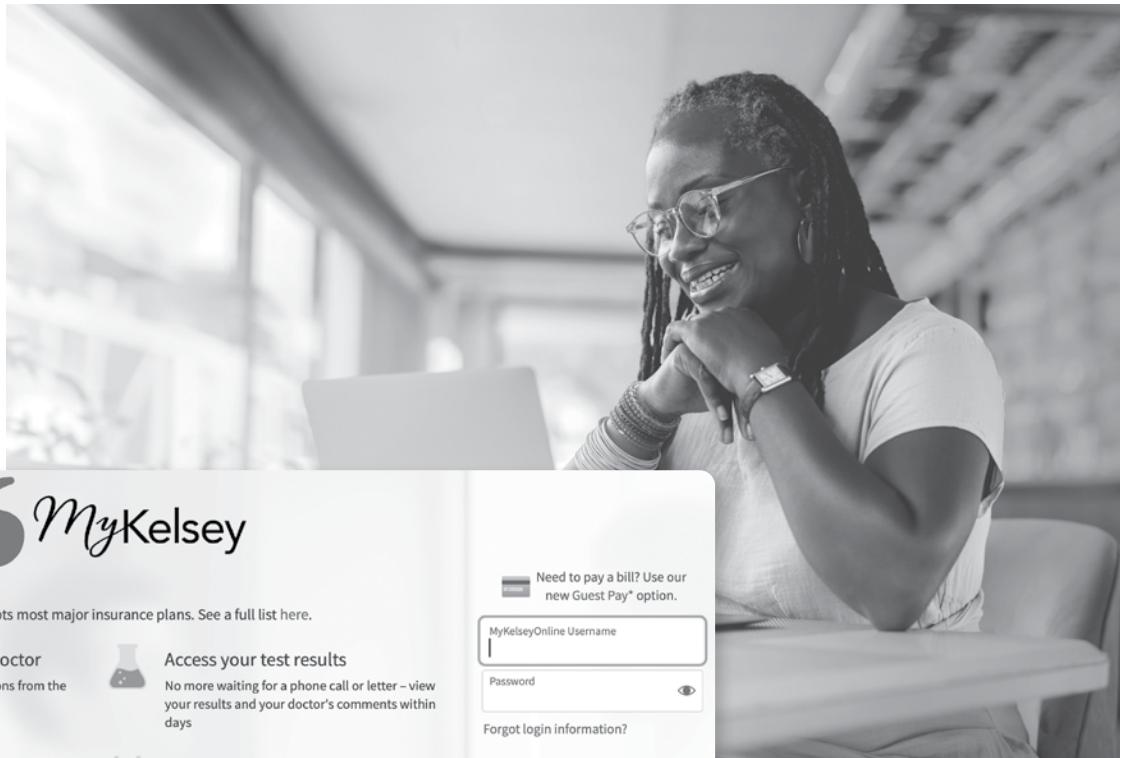 MyKelsey
Need to pay a bill? Use our
new Guest Pay* option.
pts most major insurance plans. See a full list here.
MyKelseyOnline Username
octor
Access your test results
ons from the
No more waiting for a phone call or letter – view
your results and your doctor's comments within
days
Password
Forgot login information?